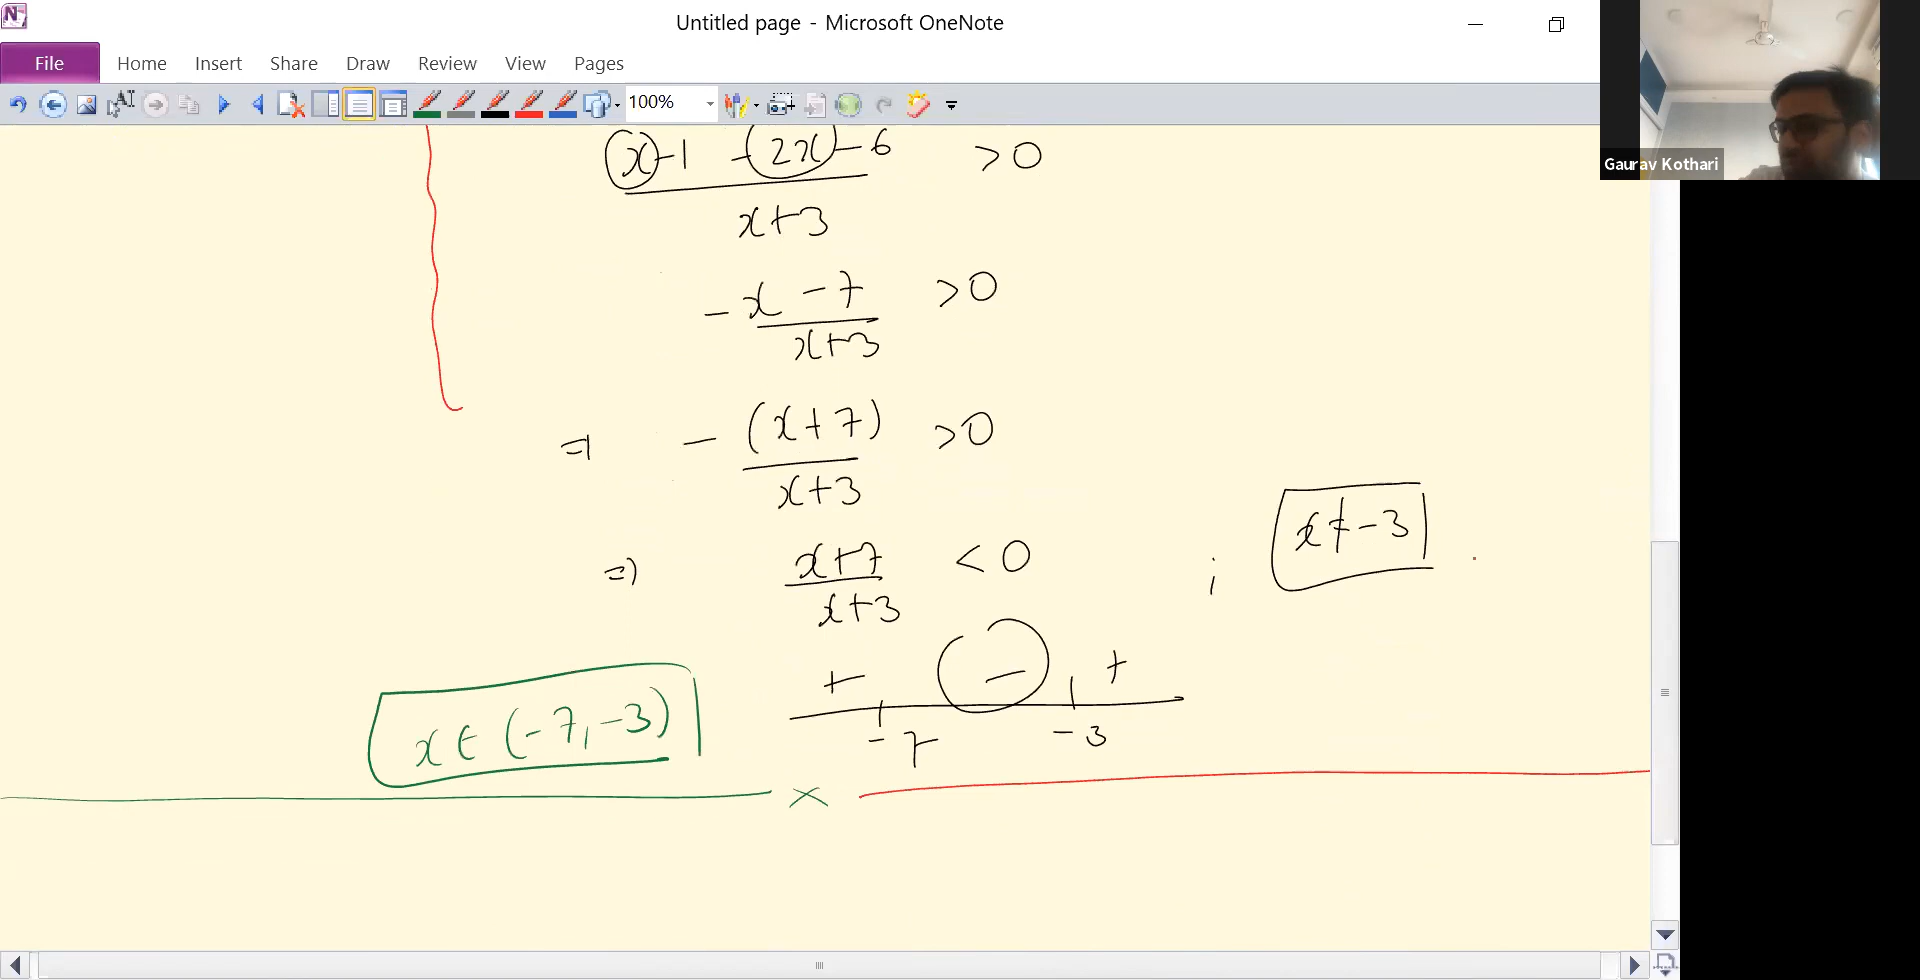 Untitled page - Microsoft OneNote
File Home Insert Share Draw Review View Pages
100%
Gaurav Kothari
x-1 -2x-6 >0
x+3
-x -7 >0
x+3
=) - (x+7) >0
x+3
=) x+7 < 0 ; x≠-3
x+3
+ - +
-7 -3
x∈ (-7,-3)
×